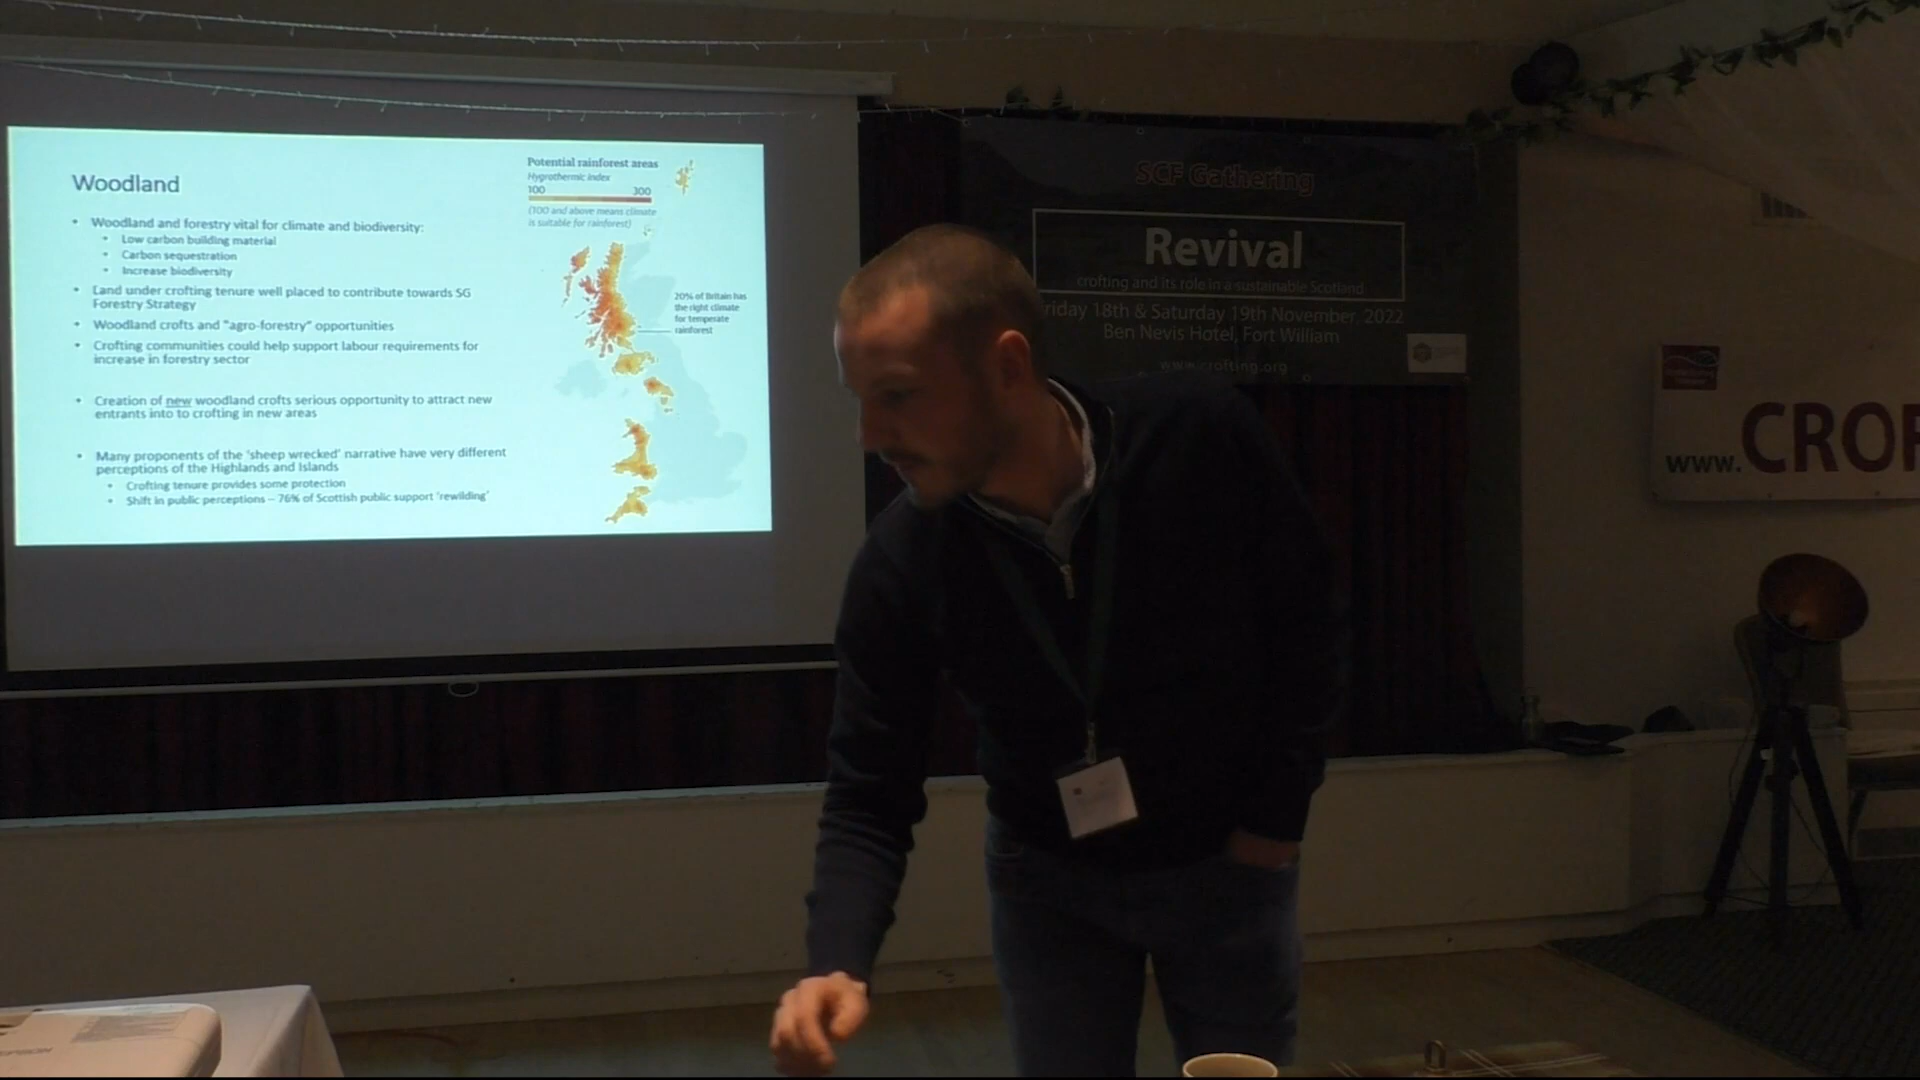 Woodland
• Woodland and forestry vital for climate and biodiversity:
• Low carbon building material
• Carbon sequestration
• Increase biodiversity
• Land under crofting tenure well placed to contribute towards SG
Forestry Strategy
• Woodland crofts and "agro-forestry" opportunities
• Crofting communities could help support labour requirements for
increase in forestry sector
• Creation of new woodland crofts serious opportunity to attract new
entrants into to crofting in new areas
• Many proponents of the 'sheep wrecked' narrative have very different
perceptions of the Highlands and Islands
• Crofting tenure provides some protection
• Shift in public perceptions – 76% of Scottish public support 'rewilding'
Potential rainforest areas
Hygrothermic index
100 300
(100 and above means climate
is suitable for rainforest)
20% of Britain has
the right climate
for temperate
rainforest
SCF Gathering
Revival
crofting and its role in a sustainable Scotland
riday 18th & Saturday 19th November, 2022
Ben Nevis Hotel, Fort William
www.crofting.org
www.CROF